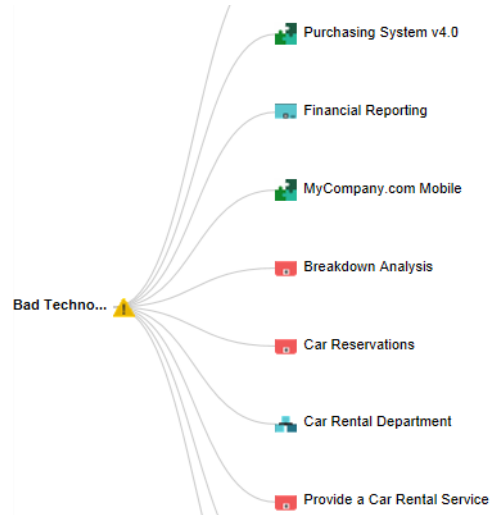 Purchasing System v4.0
Financial Reporting
MyCompany.com Mobile
Breakdown Analysis
Bad Techno...
Car Reservations
Car Rental Department
Provide a Car Rental Service